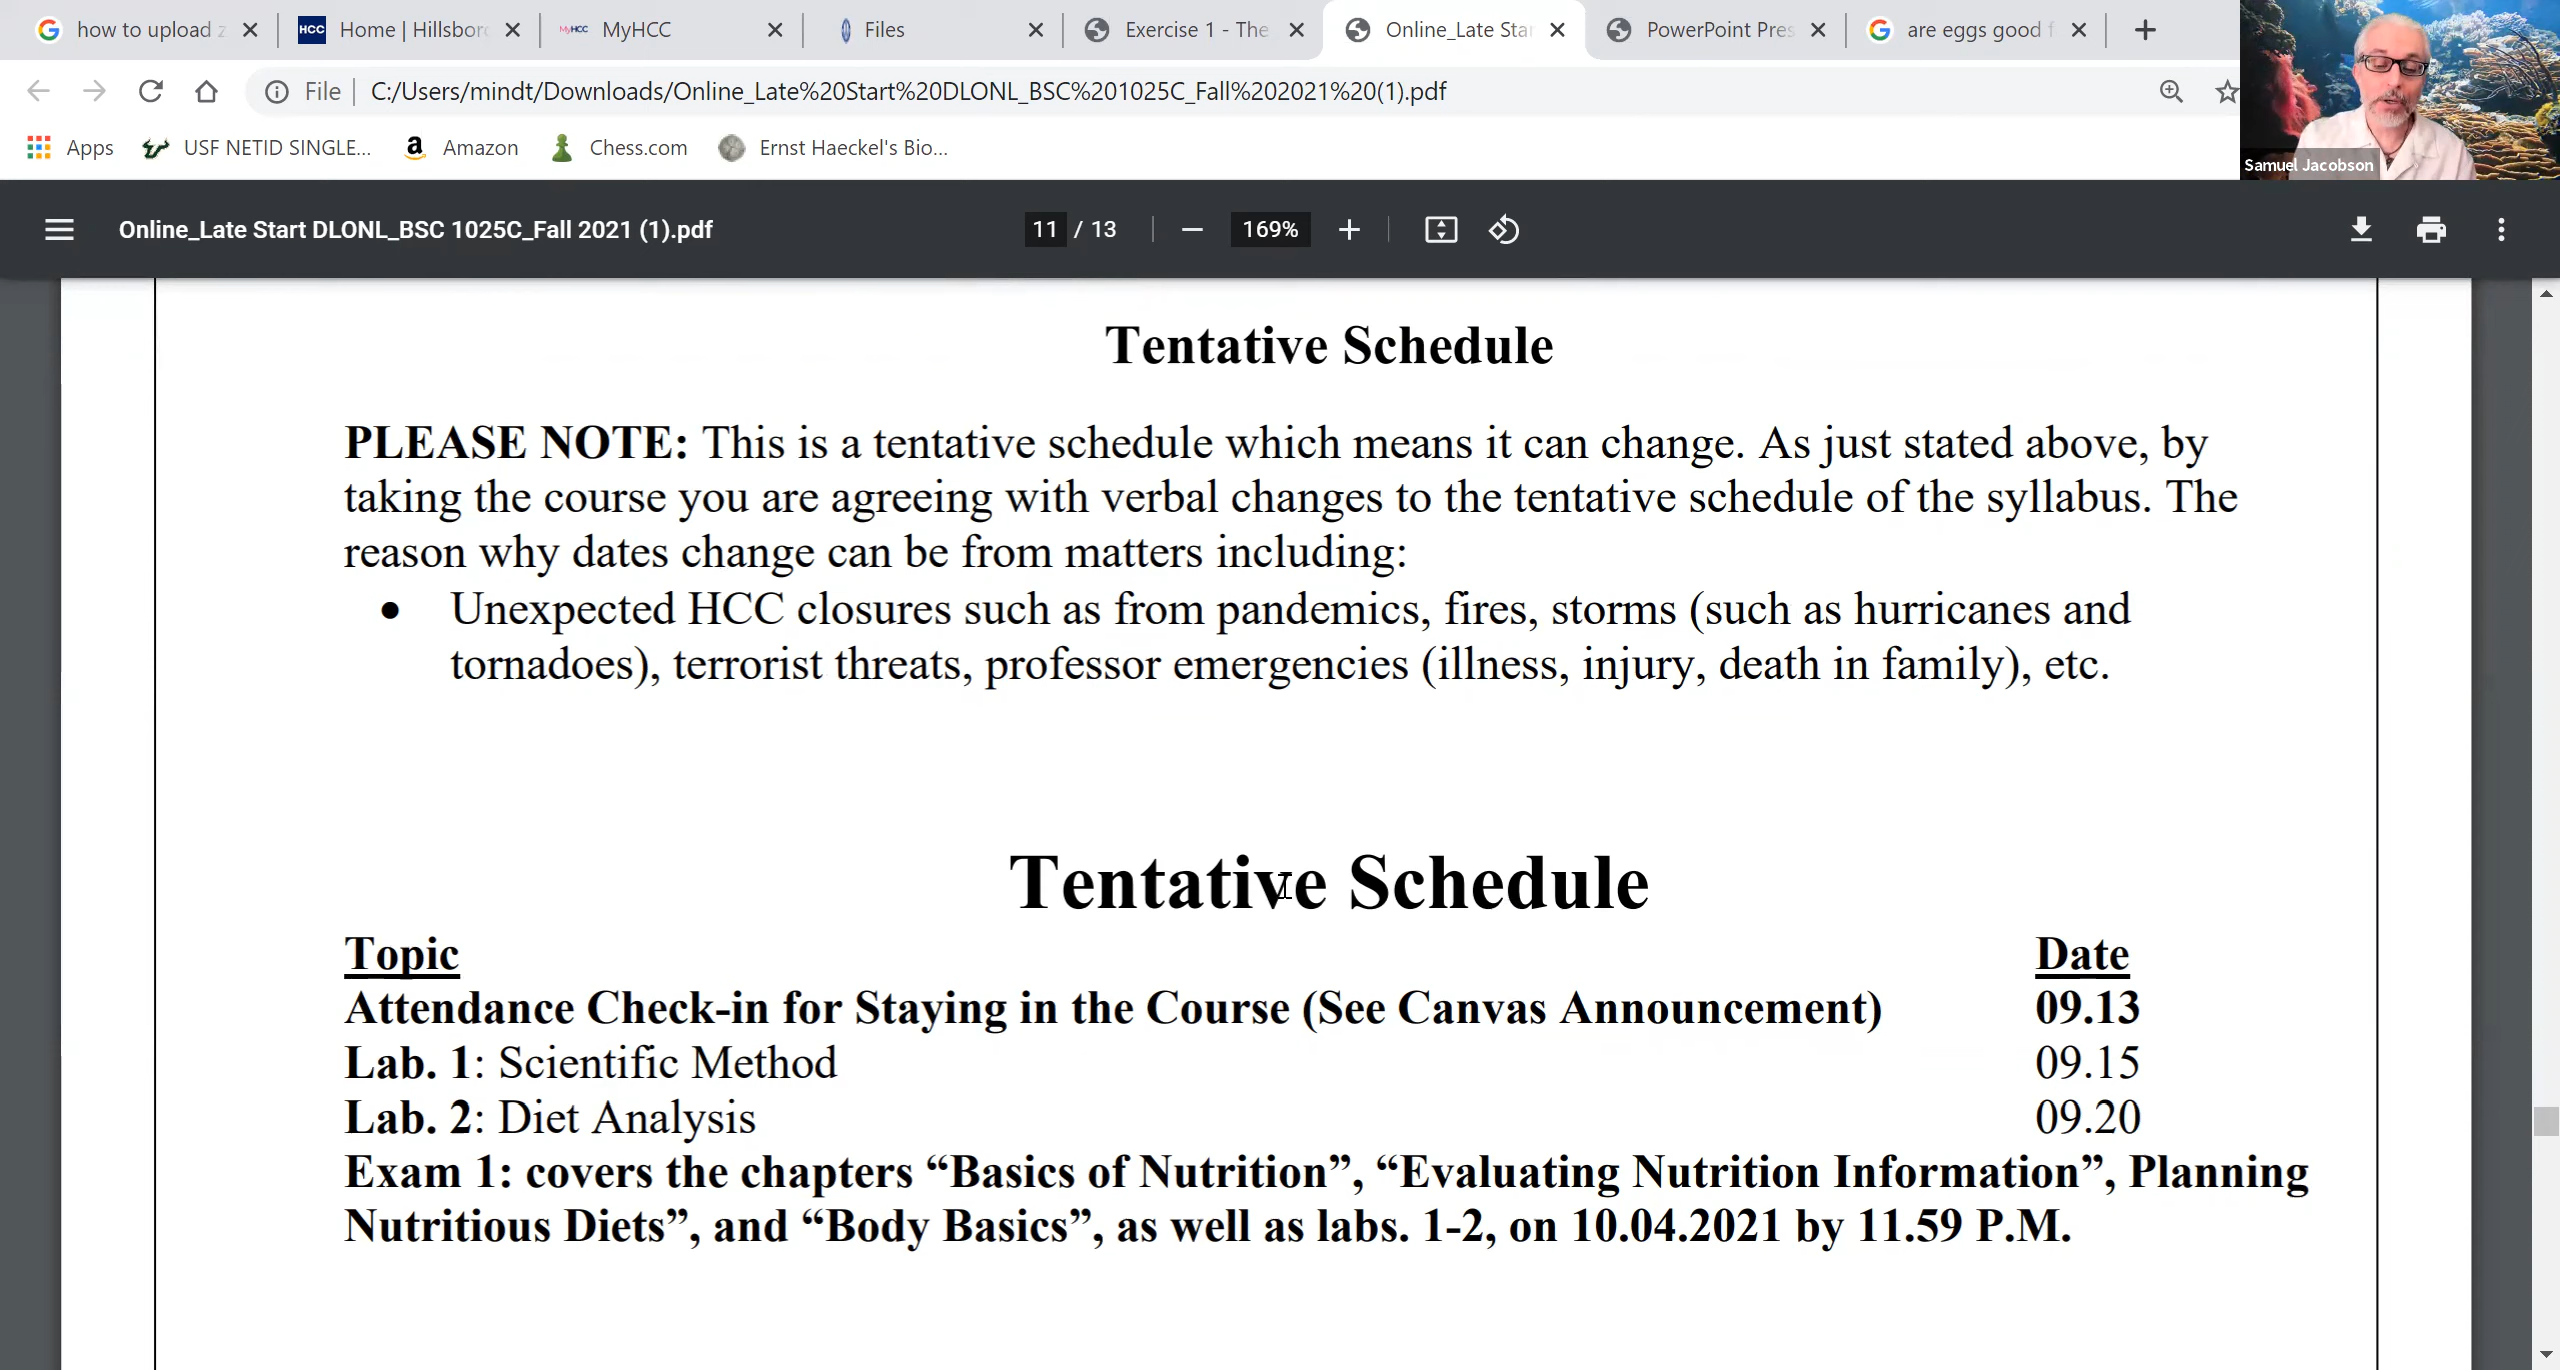 how to upload z
Home | Hillsboro
MyHCC
Files
Exercise 1 - The
Online_Late Star
PowerPoint Pres
are eggs good f
File
C:/Users/mindt/Downloads/Online_Late%20Start%20DLONL_BSC%201025C_Fall%202021%20(1).pdf
Samuel Jacobson
Apps
USF NETID SINGLE...
Amazon
Chess.com
Ernst Haeckel's Bio...
Online_Late Start DLONL_BSC 1025C_Fall 2021 (1).pdf
11 / 13
169%
Tentative Schedule
PLEASE NOTE: This is a tentative schedule which means it can change. As just stated above, by
taking the course you are agreeing with verbal changes to the tentative schedule of the syllabus. The
reason why dates change can be from matters including:
• Unexpected HCC closures such as from pandemics, fires, storms (such as hurricanes and
tornadoes), terrorist threats, professor emergencies (illness, injury, death in family), etc.
Tentative Schedule
Topic Date
Attendance Check-in for Staying in the Course (See Canvas Announcement) 09.13
Lab. 1: Scientific Method 09.15
Lab. 2: Diet Analysis 09.20
Exam 1: covers the chapters “Basics of Nutrition”, “Evaluating Nutrition Information”, Planning
Nutritious Diets”, and “Body Basics”, as well as labs. 1-2, on 10.04.2021 by 11.59 P.M.